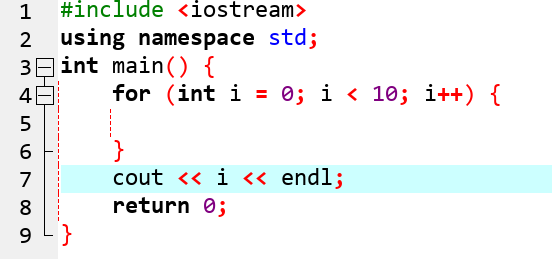 1 #include <iostream>
2 using namespace std;
3 int main() {
4     for (int i = 0; i < 10; i++) {
5
6     }
7     cout << i << endl;
8     return 0;
9 }